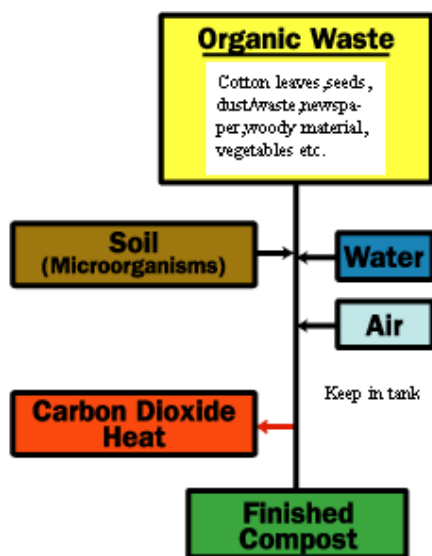 Organic Waste
Cotton leaves,seeds,
dust/waste,newspa-
per,woody material,
vegetables etc.
Soil
(Microorganisms)
Water
Air
Keep in tank
Carbon Dioxide
Heat
Finished
Compost